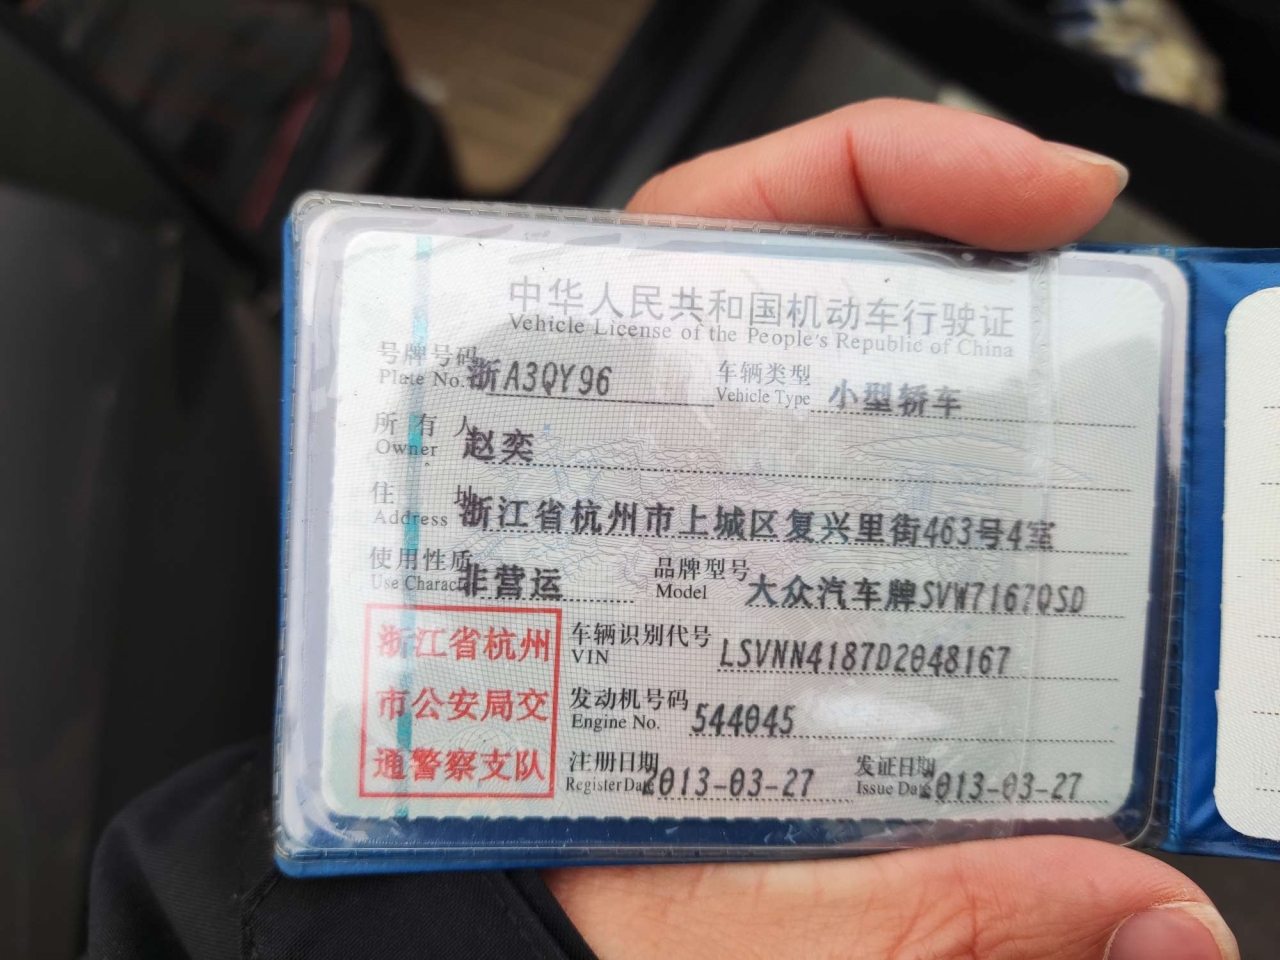 中华人民共和国机动车行驶证
Vehicle License of the People's Republic of China
号牌号码 浙A3QY96 车辆类型 小型轿车
Plate No. Vehicle Type
所有人 赵奕
Owner
住址 浙江省杭州市上城区复兴里街463号4室
Address
使用性质 非营运 品牌型号 大众汽车牌SVW7167QSD
Use Character Model
浙江省杭州
市公安局交
通警察支队
车辆识别代号 LSVNN4187D2048167
VIN
发动机号码 544045
Engine No.
注册日期 2013-03-27 发证日期 2013-03-27
Register Date Issue Date